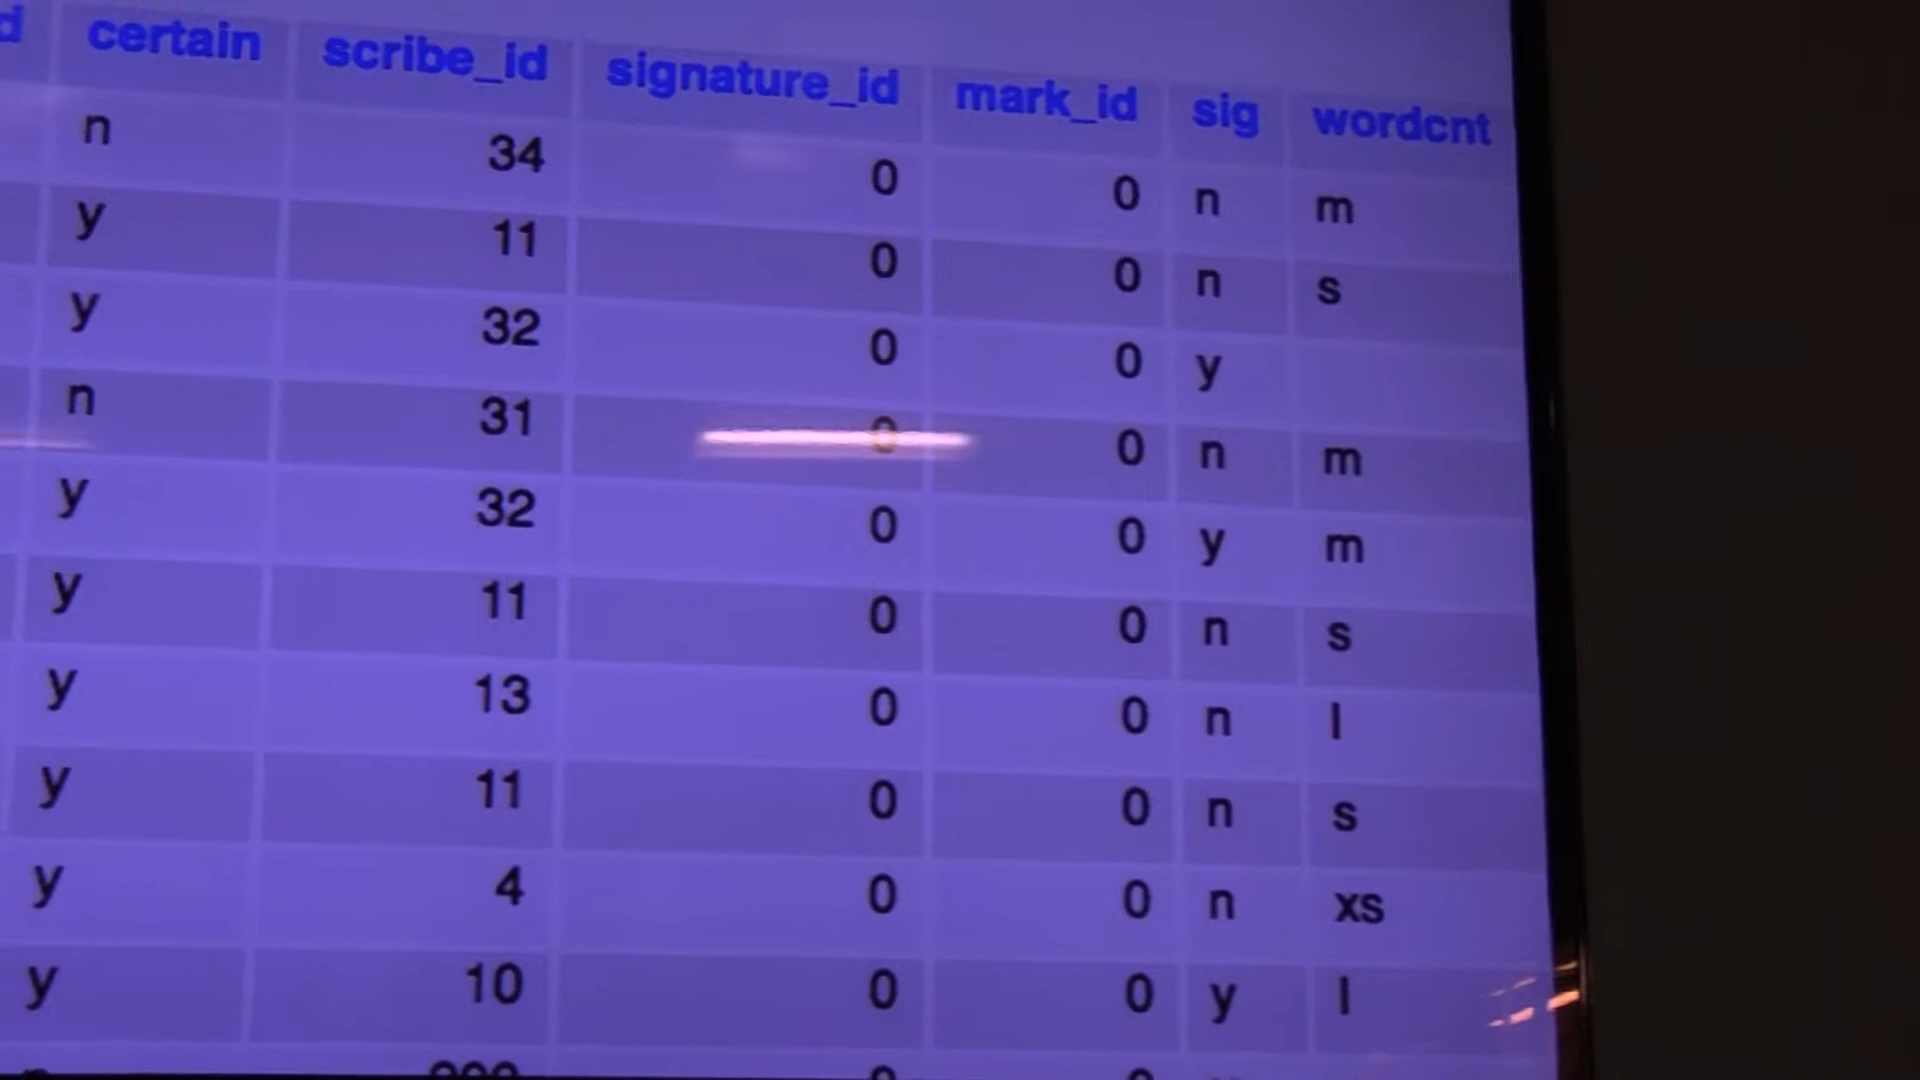 d certain scribe_id signature_id mark_id sig wordcnt
n 34 0 0 n m
y 11 0 0 n s
y 32 0 0 y
n 31 0 0 n m
y 32 0 0 y m
y 11 0 0 n s
y 13 0 0 n l
y 11 0 0 n s
y 4 0 0 n xs
y 10 0 0 y l